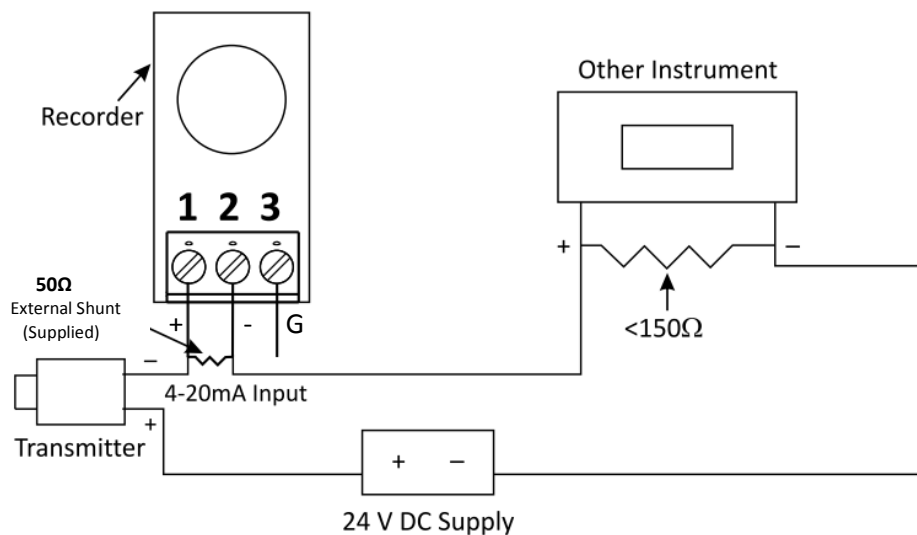 Recorder
1 2 3
50Ω
External Shunt
(Supplied)
+ - G
4-20mA Input
− +
Transmitter
Other Instrument
+ −
<150Ω
+ −
24 V DC Supply